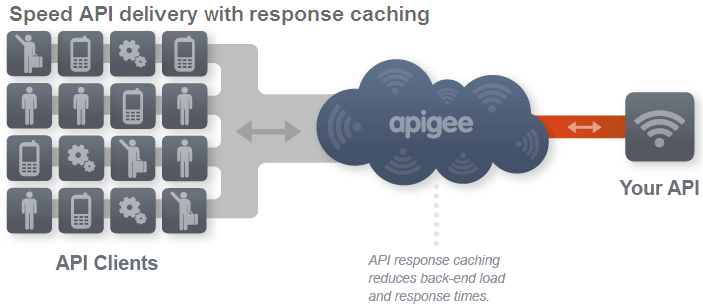 Speed API delivery with response caching
apigee
Your API
API Clients
API response caching
reduces back-end load
and response times.